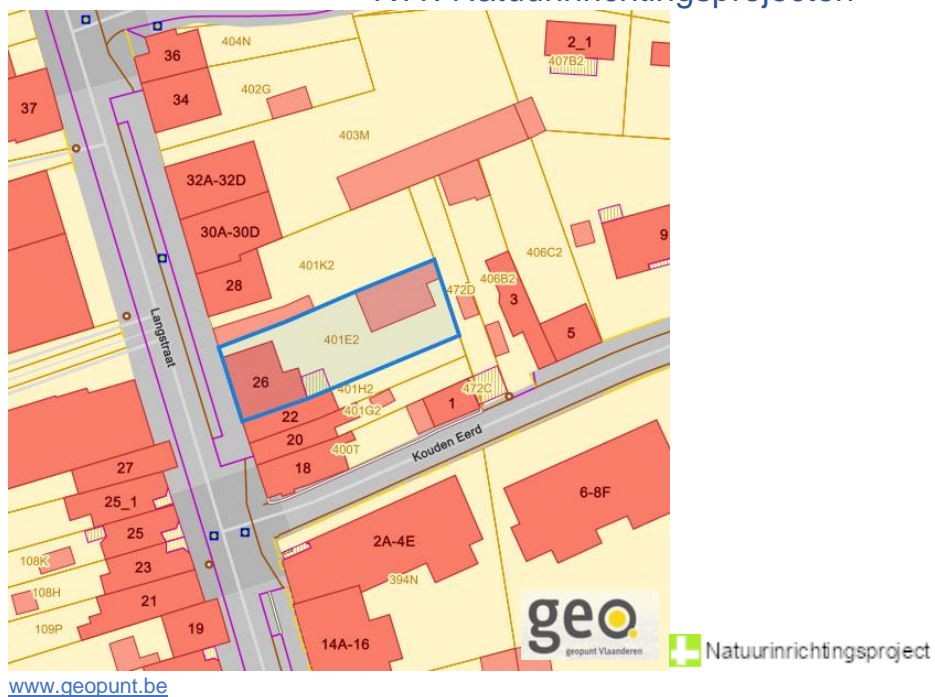 Natuurinrichtingsprojecten
404N
36
2_1
407B2
37
34
402G
403M
32A-32D
30A-30D
406C2
9
401K2
28
472D
406B2
3
Langstraat
5
401E2
26
401H2
472C
22
401G2
1
20
400T
Kouden Eerd
18
27
25_1
6-8F
25
2A-4E
108K
23
394N
108H
21
109P
19
14A-16
geo
geopunt Vlaanderen
Natuurinrichtingsproject
www.geopunt.be